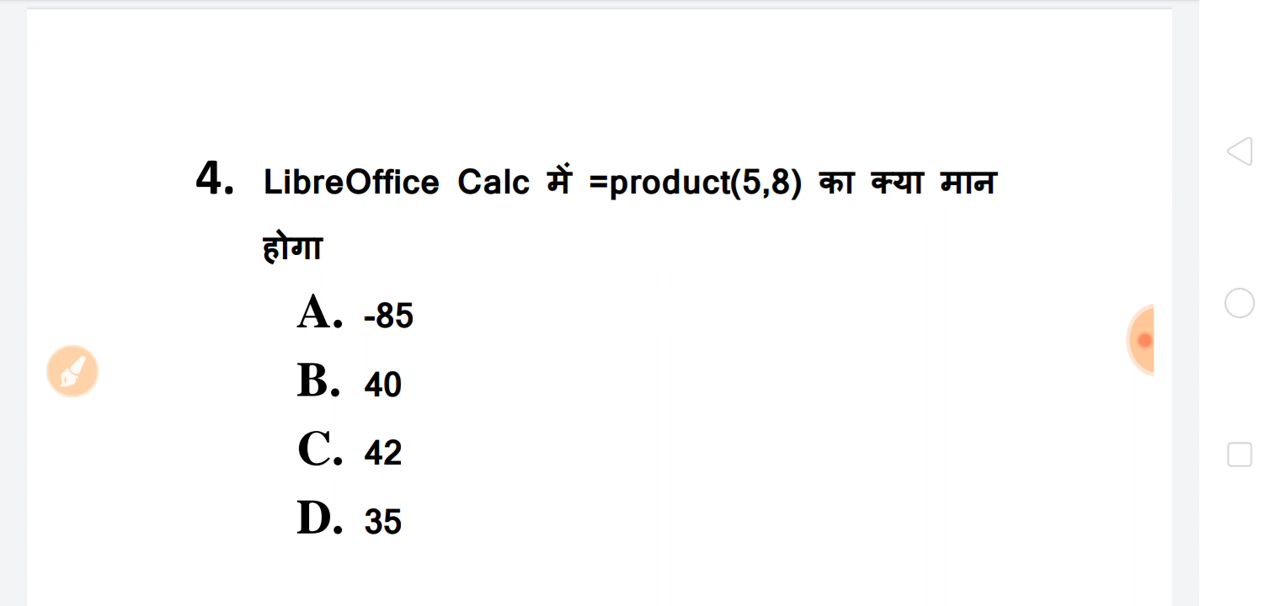 4. LibreOffice Calc में =product(5,8) का क्या मान
होगा
A. -85
B. 40
C. 42
D. 35